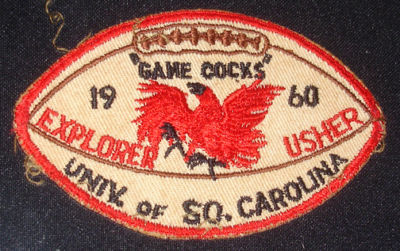 "GAME COCKS"
19 60
EXPLORER USHER
UNIV. OF SO. CAROLINA